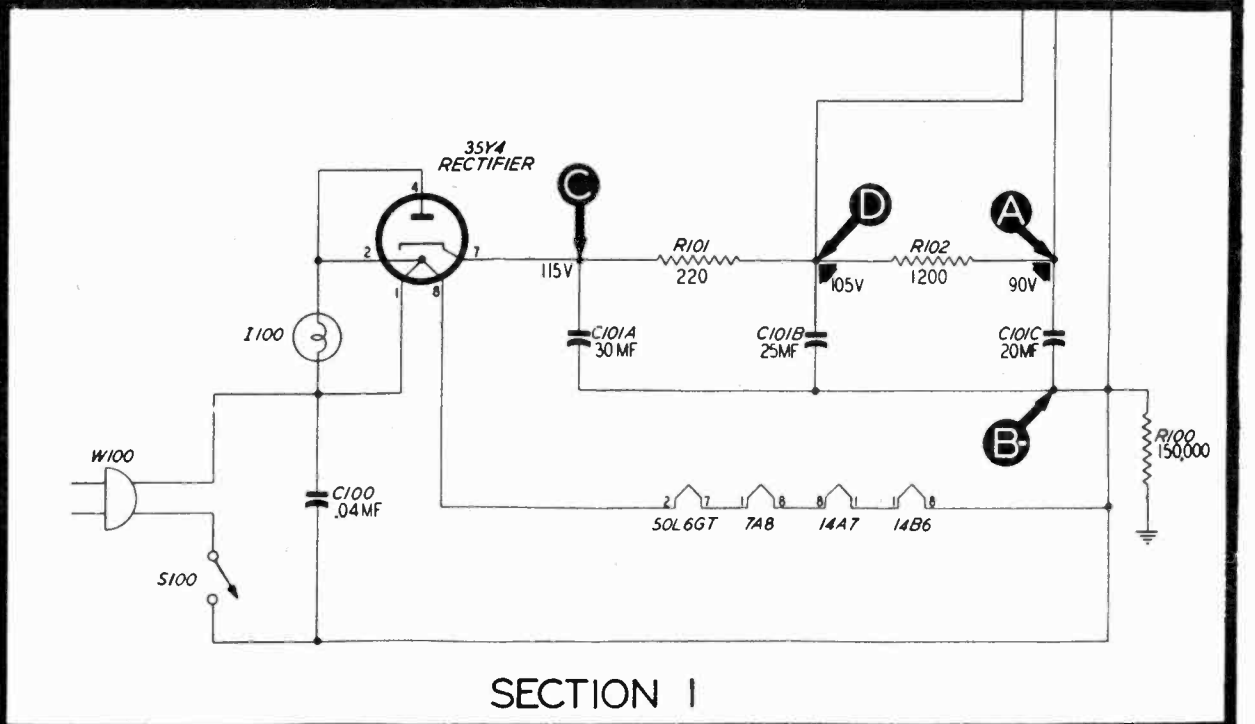 35Y4
RECTIFIER
4
C
D
A
2
7
115V
R101
220
105V
R102
1200
90V
1
8
I100
C101A
30 MF
C101B
25MF
C101C
20MF
B-
R100
150,000
W100
C100
.04MF
2
7
1
8
8
1
1
8
50L6GT
7A8
14A7
14B6
S100
SECTION 1